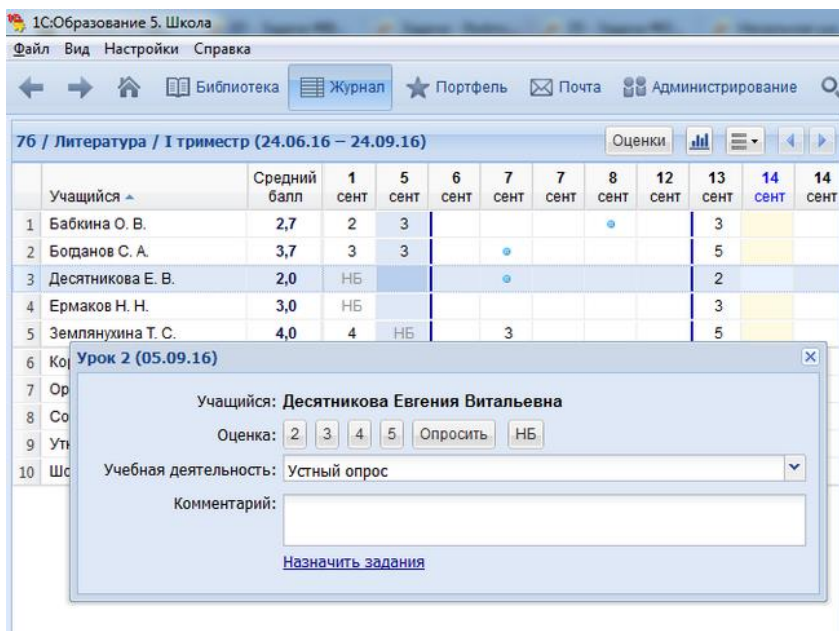 1С:Образование 5. Школа
Файл Вид Настройки Справка
Библиотека Журнал Портфель Почта Администрирование
7б / Литература / I триместр (24.06.16 – 24.09.16) Оценки
Учащийся Средний балл 1 сент 5 сент 6 сент 7 сент 7 сент 8 сент 12 сент 13 сент 14 сент 14 сент
1 Бабкина О. В. 2,7 2 3 3
2 Богданов С. А. 3,7 3 3 5
3 Десятникова Е. В. 2,0 НБ 2
4 Ермаков Н. Н. 3,0 НБ 3
5 Землянухина Т. С. 4,0 4 НБ 3 5
6 Ко
7 Ор
8 Со
9 Ут
10 Шо
Урок 2 (05.09.16)
Учащийся: Десятникова Евгения Витальевна
Оценка: 2 3 4 5 Опросить НБ
Учебная деятельность: Устный опрос
Комментарий:
Назначить задания